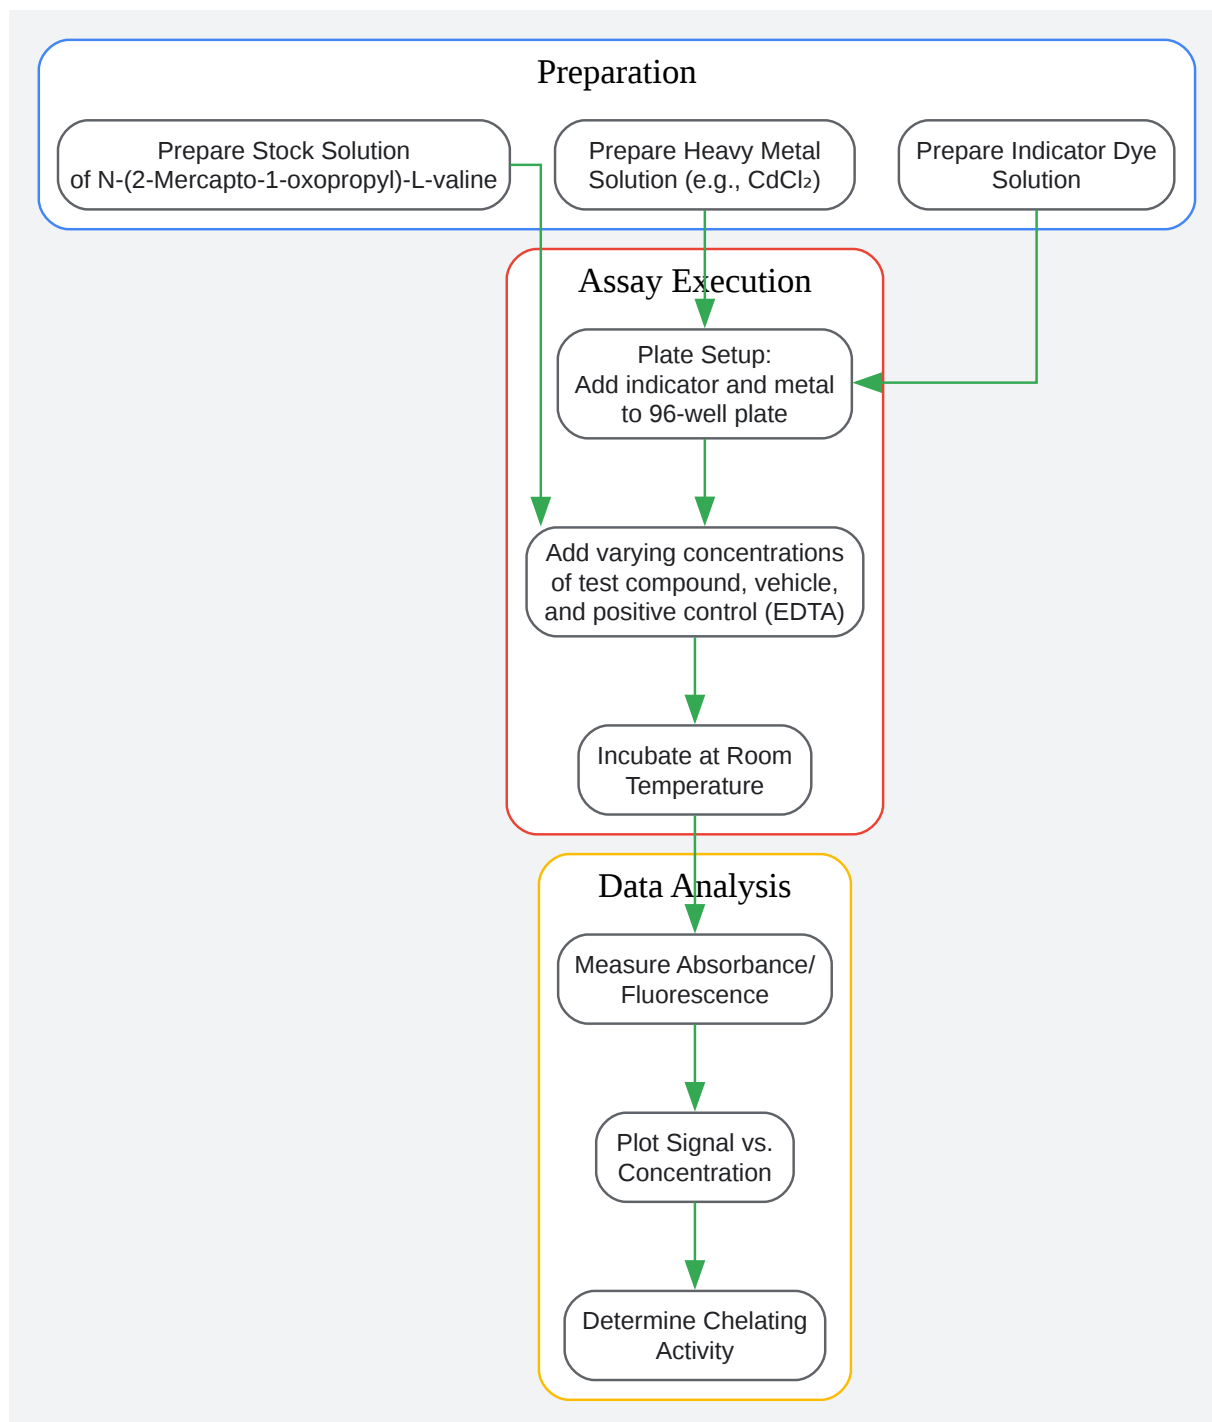 Preparation
Prepare Stock Solution
of N-(2-Mercapto-1-oxopropyl)-L-valine
Prepare Heavy Metal
Solution (e.g., CdCl₂)
Prepare Indicator Dye
Solution
Assay Execution
Plate Setup:
Add indicator and metal
to 96-well plate
Add varying concentrations
of test compound, vehicle,
and positive control (EDTA)
Incubate at Room
Temperature
Data Analysis
Measure Absorbance/
Fluorescence
Plot Signal vs.
Concentration
Determine Chelating
Activity